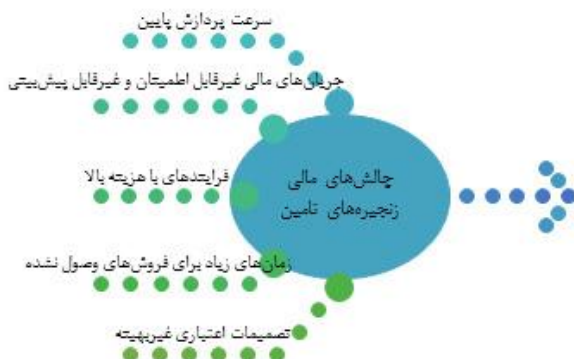 سرعت پردازش پایین
جریان‌های مالی غیرقابل اطمینان و غیرقابل پیش‌بینی
چالش‌های مالی
زنجیره‌های تامین
فرایندهای با هزینه بالا
زمان‌های زیاد برای فروش‌های وصول نشده
تصمیمات اعتباری غیربهینه